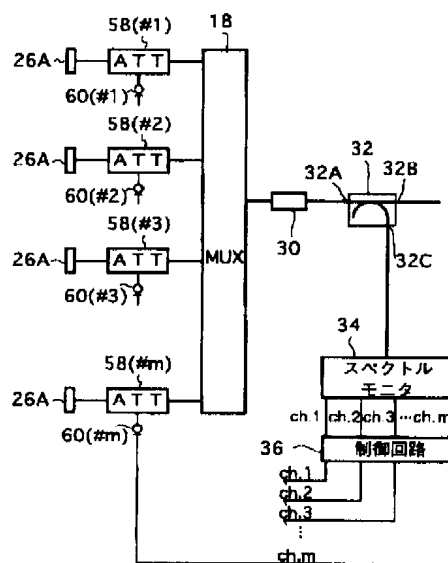 58(#1)
18
26A
ATT
60(#1)
58(#2)
26A
ATT
60(#2)
32
32A
32B
58(#3)
30
32C
26A
ATT
MUX
60(#3)
34
58(#m)
スペクトル
モニタ
26A
ATT
ch.1 ch.2 ch.3 …ch.m
60(#m)
36
制御回路
ch.1
ch.2
ch.3
⋮
ch.m